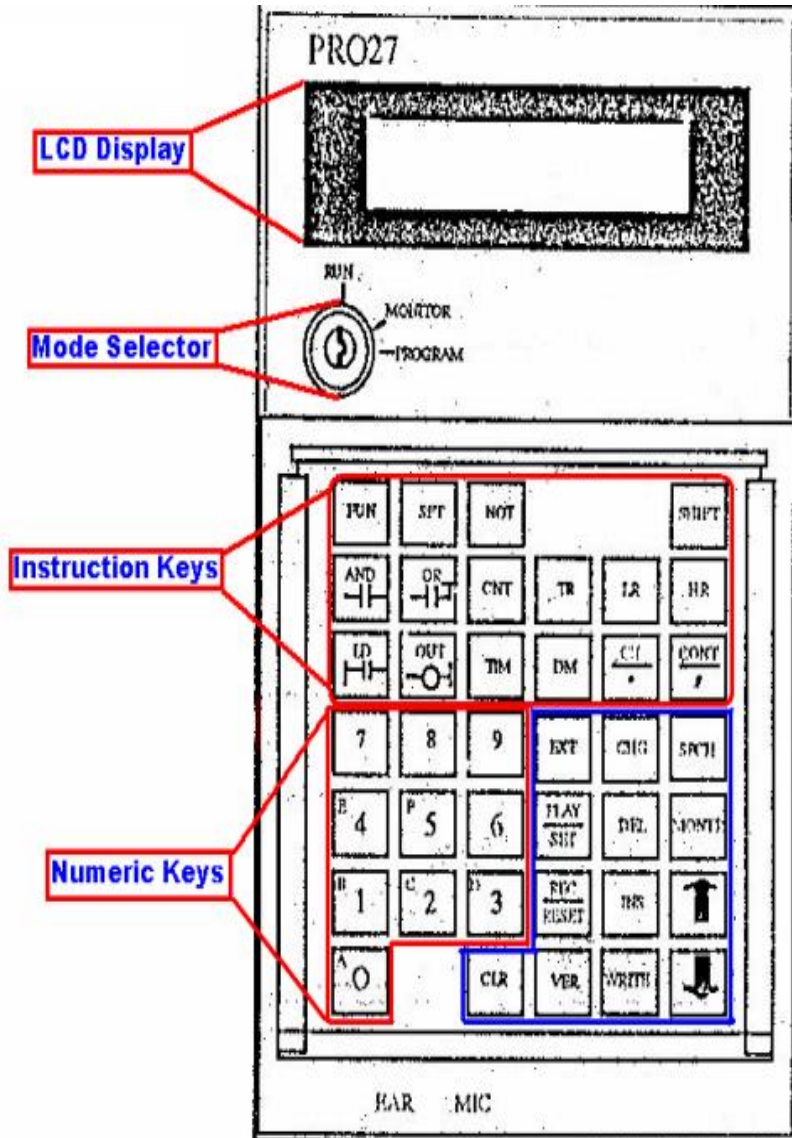 PRO27
LCD Display
RUN
MONITOR
Mode Selector
PROGRAM
FUN SFT NOT SHIFT
Instruction Keys
AND OR CNT TR LR HR
LD OUT TIM DM CH * CONT #
7 8 9 EXT CHG SRCH
E 4 F 5 6 PLAY SET DEL MONTR
Numeric Keys
B 1 C 2 D 3 REC RESET INS
A 0 CLR VER WRITE
EAR MIC